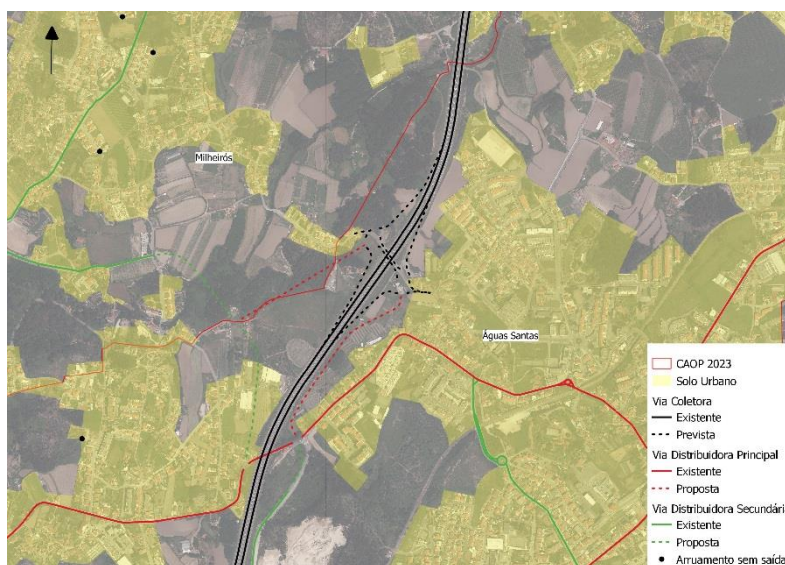 Milheirós
Águas Santas
CAOP 2023
Solo Urbano
Via Coletora
Existente
Prevista
Via Distribuidora Principal
Existente
Proposta
Via Distribuidora Secundári
Existente
Proposta
Arruamento sem saída